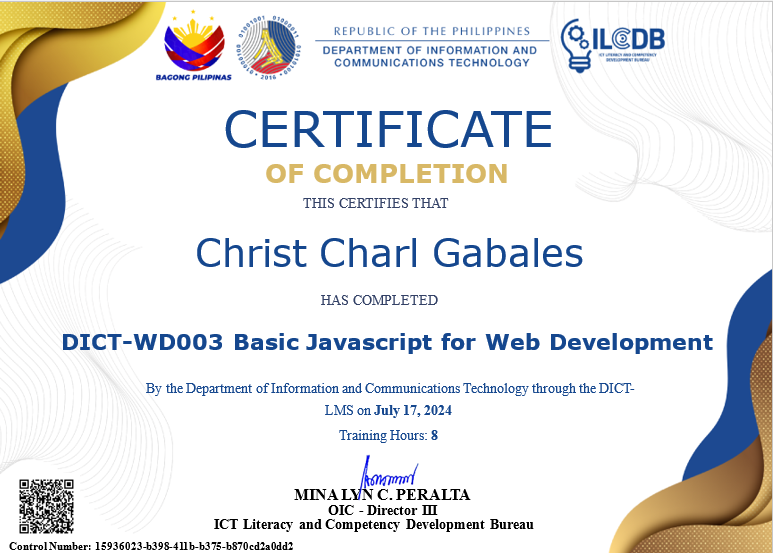 BAGONG PILIPINAS
2016
REPUBLIC OF THE PHILIPPINES
DEPARTMENT OF INFORMATION AND
COMMUNICATIONS TECHNOLOGY
ILCDB
ICT LITERACY AND COMPETENCY
DEVELOPMENT BUREAU
CERTIFICATE
OF COMPLETION
THIS CERTIFIES THAT
Christ Charl Gabales
HAS COMPLETED
DICT-WD003 Basic Javascript for Web Development
By the Department of Information and Communications Technology through the DICT-
LMS on July 17, 2024
Training Hours: 8
MINA LYN C. PERALTA
OIC - Director III
ICT Literacy and Competency Development Bureau
Control Number: 15936023-b398-411b-b375-b870cd2a0dd2